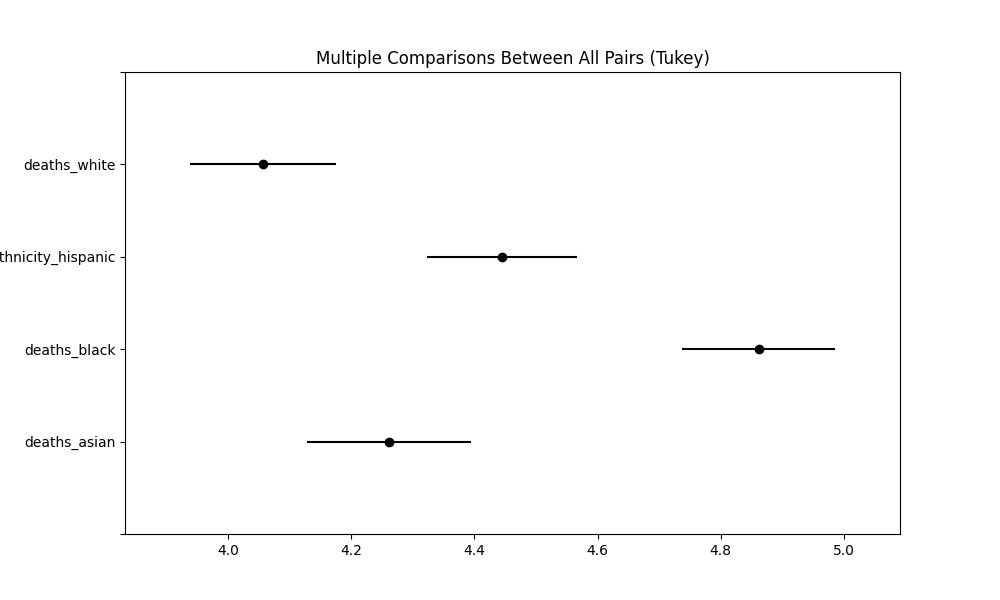 Multiple Comparisons Between All Pairs (Tukey)
deaths_white
thnicity_hispanic
deaths_black
deaths_asian
4.0 4.2 4.4 4.6 4.8 5.0